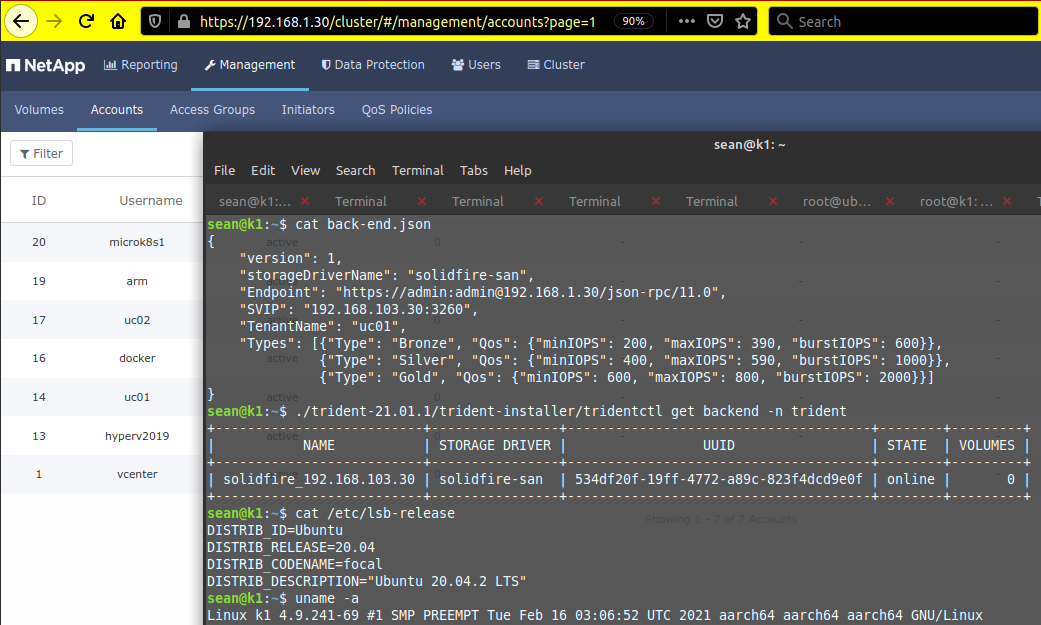 https://192.168.1.30/cluster/#/management/accounts?page=1 90% Search
NetApp Reporting Management Data Protection Users Cluster
Volumes Accounts Access Groups Initiators QoS Policies
Filter
ID Username
20 microk8s1
19 arm
17 uc02
16 docker
14 uc01
13 hyperv2019
1 vcenter
sean@k1: ~
File Edit View Search Terminal Tabs Help
sean@k1:... Terminal Terminal Terminal Terminal root@ub... root@k1: ...
sean@k1:~$ cat back-end.json
{
    "version": 1,
    "storageDriverName": "solidfire-san",
    "Endpoint": "https://admin:admin@192.168.1.30/json-rpc/11.0",
    "SVIP": "192.168.103.30:3260",
    "TenantName": "uc01",
    "Types": [{"Type": "Bronze", "Qos": {"minIOPS": 200, "maxIOPS": 390, "burstIOPS": 600}},
              {"Type": "Silver", "Qos": {"minIOPS": 400, "maxIOPS": 590, "burstIOPS": 1000}},
              {"Type": "Gold", "Qos": {"minIOPS": 600, "maxIOPS": 800, "burstIOPS": 2000}}]
}
sean@k1:~$ ./trident-21.01.1/trident-installer/tridentctl get backend -n trident
+--------------------------+----------------+--------------------------------------+--------+---------+
|           NAME           | STORAGE DRIVER |                 UUID                 | STATE  | VOLUMES |
+--------------------------+----------------+--------------------------------------+--------+---------+
| solidfire_192.168.103.30 | solidfire-san  | 534df20f-19ff-4772-a89c-823f4dcd9e0f | online |       0 |
+--------------------------+----------------+--------------------------------------+--------+---------+
sean@k1:~$ cat /etc/lsb-release
Showing 1 - 7 of 7 Accounts
DISTRIB_ID=Ubuntu
DISTRIB_RELEASE=20.04
DISTRIB_CODENAME=focal
DISTRIB_DESCRIPTION="Ubuntu 20.04.2 LTS"
sean@k1:~$ uname -a
Linux k1 4.9.241-69 #1 SMP PREEMPT Tue Feb 16 03:06:52 UTC 2021 aarch64 aarch64 aarch64 GNU/Linux